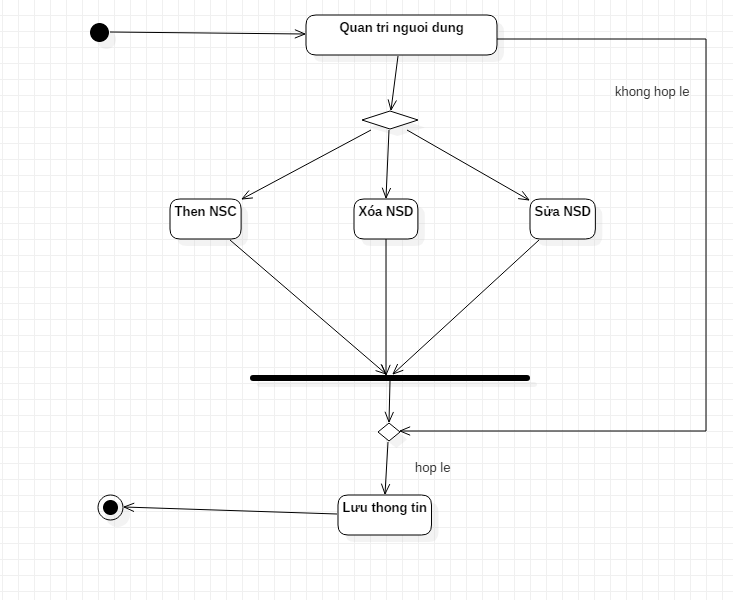 Quan tri nguoi dung
khong hop le
Then NSC
Xóa NSD
Sửa NSD
hop le
Lưu thong tin